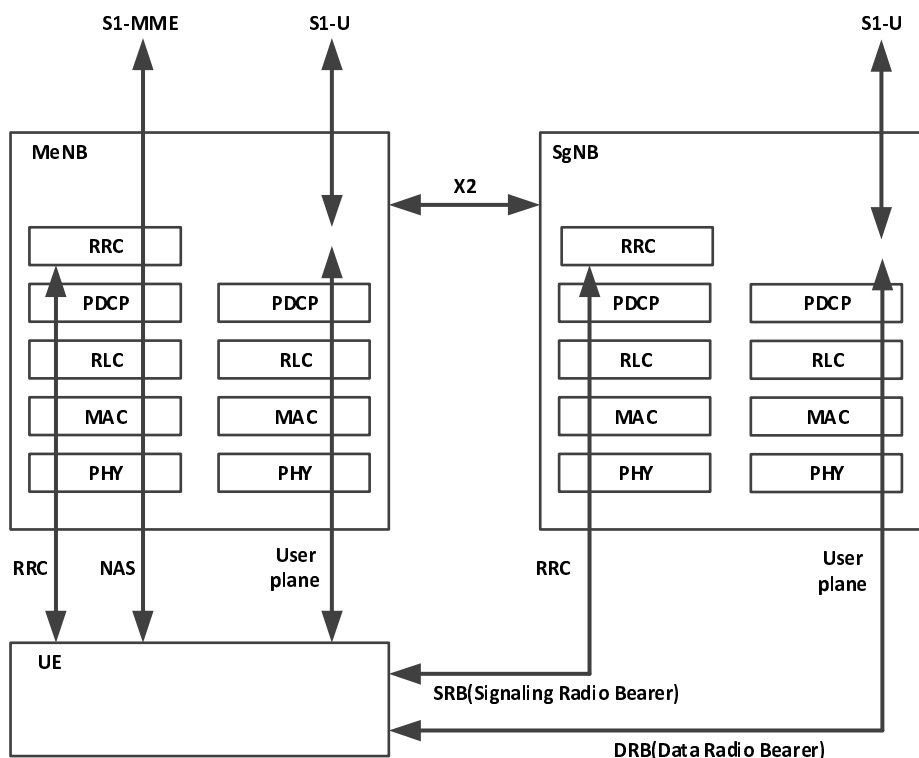 S1-MME
S1-U
S1-U
MeNB
SgNB
X2
RRC
RRC
PDCP
PDCP
PDCP
PDCP
RLC
RLC
RLC
RLC
MAC
MAC
MAC
MAC
PHY
PHY
PHY
PHY
RRC
NAS
User
plane
RRC
User
plane
UE
SRB(Signaling Radio Bearer)
DRB(Data Radio Bearer)